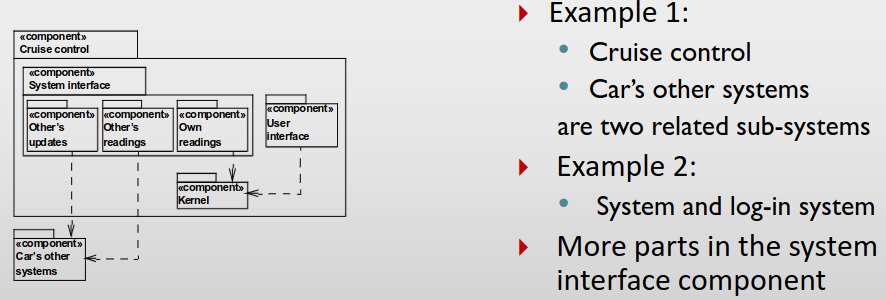 «component»
Cruise control
«component»
System interface
«component»
Other's
updates
«component»
Other's
readings
«component»
Own
readings
«component»
User
interface
«component»
Kernel
«component»
Car's other
systems
Example 1:
Cruise control
Car's other systems
are two related sub-systems
Example 2:
System and log-in system
More parts in the system
interface component